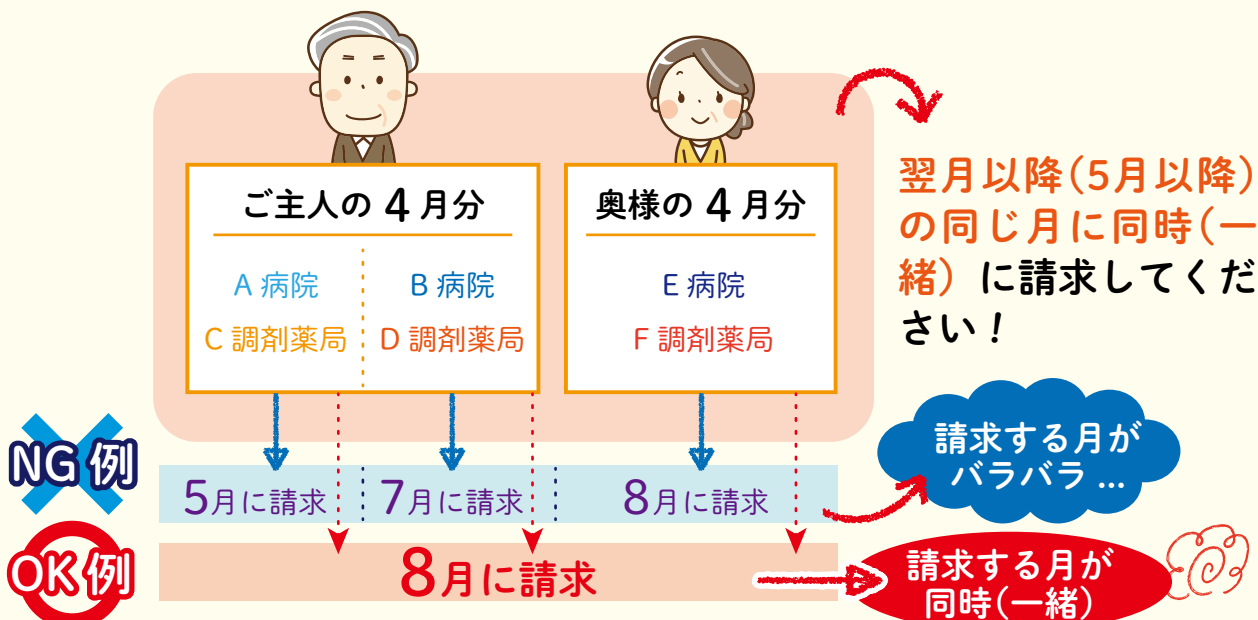 ご主人の 4 月分
A 病院
B 病院
C 調剤薬局
D 調剤薬局
奥様の 4 月分
E 病院
F 調剤薬局
翌月以降(5月以降)
の同じ月に同時(一
緒)に請求してくだ
さい!
NG 例
5月に請求
7月に請求
8月に請求
請求する月が
バラバラ ...
OK 例
8月に請求
請求する月が
同時(一緒)